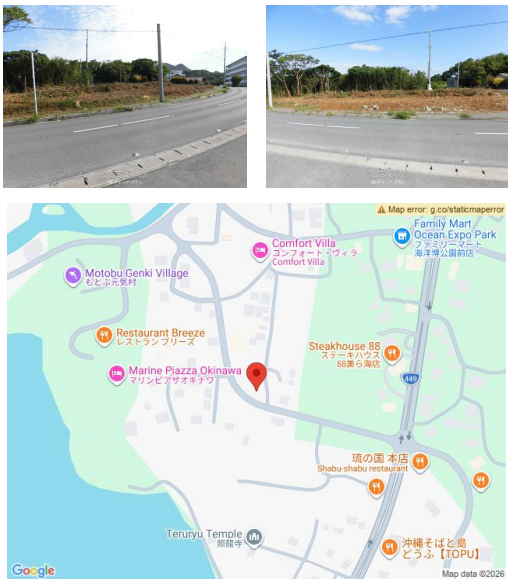 Map error: g.co/staticmaperror
Family Mart
Ocean Expo Park
ファミリーマート
海洋博公園前店
Comfort Villa
コンフォート・ヴィラ
Comfort Villa
Motobu Genki Village
もとぶ元気村
Restaurant Breeze
レストラン ブリーズ
Steakhouse 88
ステーキハウス
88美ら海店
Marine Piazza Okinawa
マリンピアザオキナワ
449
琉の国 本店
Shabu-shabu restaurant
Teruryu Temple
照龍寺
沖縄そばと島
どうふ【TOPU】
Google
Map data ©2026